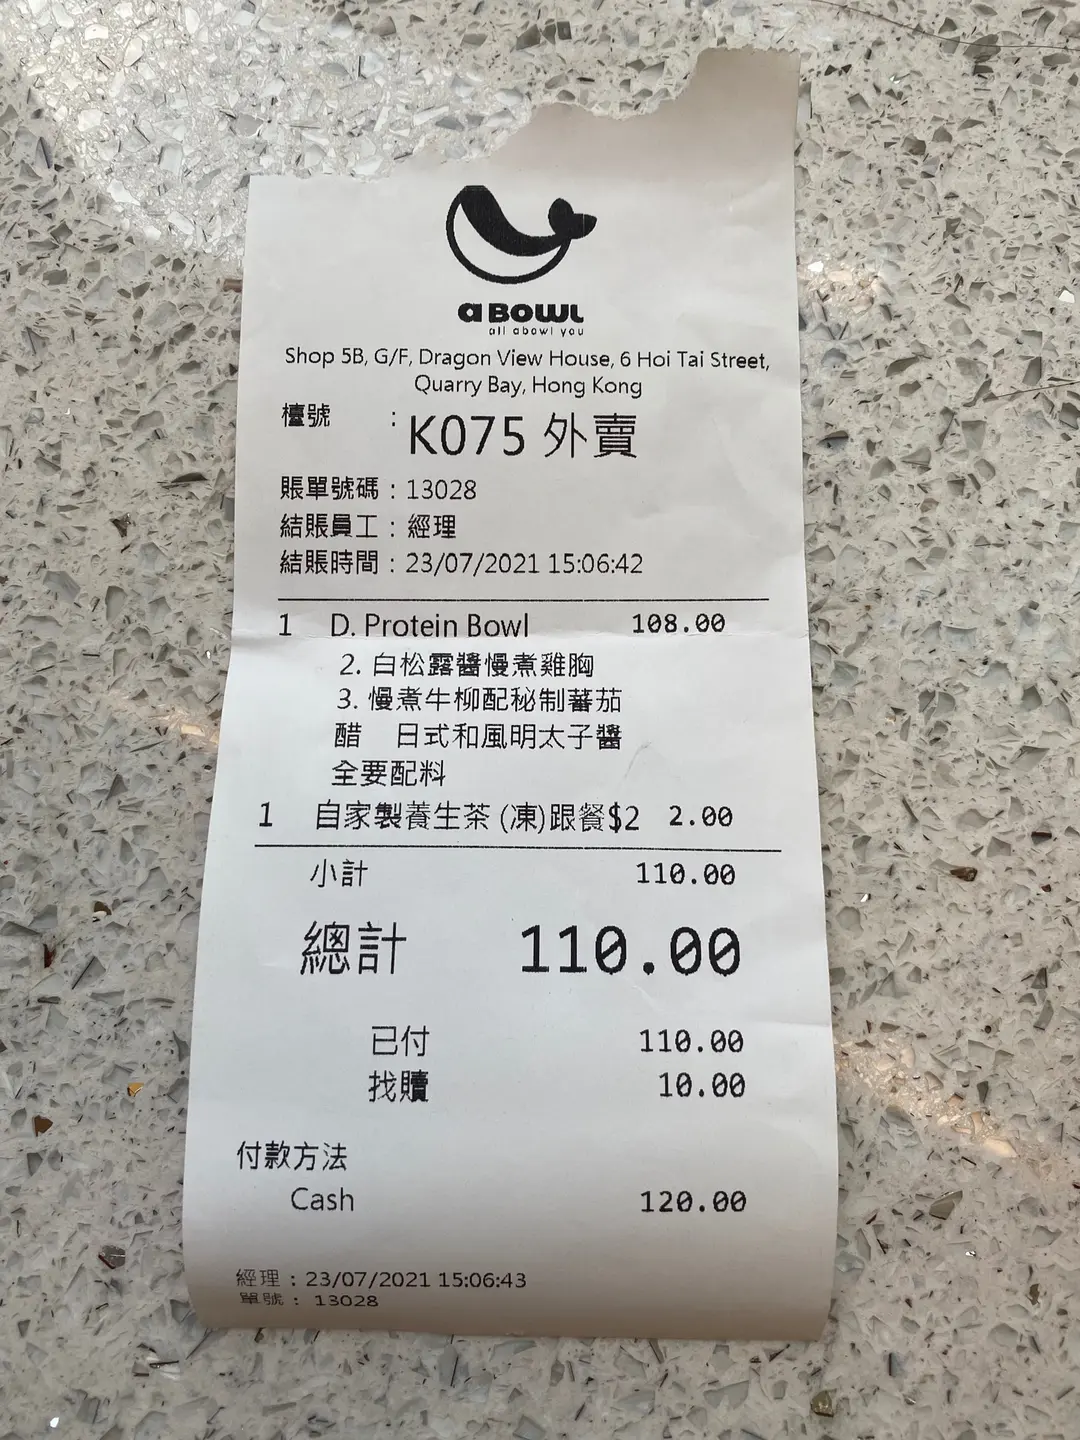 a BOWL
all abowl you
Shop 5B, G/F, Dragon View House, 6 Hoi Tai Street,
Quarry Bay, Hong Kong
檯號 : K075 外賣
賬單號碼 : 13028
結賬員工 : 經理
結賬時間 : 23/07/2021 15:06:42
1 D. Protein Bowl 108.00
2. 白松露醬慢煮雞胸
3. 慢煮牛柳配秘制蕃茄
醋 日式和風明太子醬
全要配料
1 自家製養生茶 (凍)跟餐$2 2.00
小計 110.00
總計 110.00
已付 110.00
找贖 10.00
付款方法
Cash 120.00
經理 : 23/07/2021 15:06:43
單號 : 13028